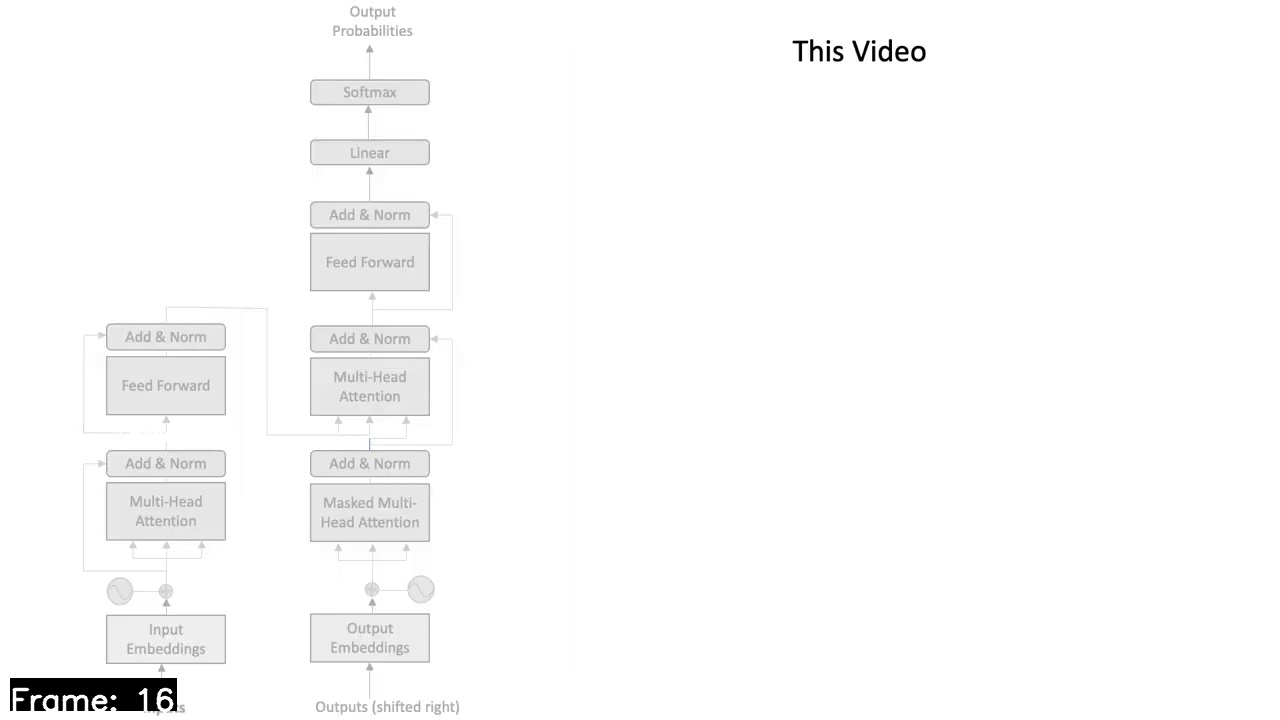 Output
Probabilities
This Video
Softmax
Linear
Add & Norm
Feed Forward
Add & Norm
Multi-Head
Attention
Add & Norm
Masked Multi-
Head Attention
Output
Embeddings
Outputs (shifted right)
Add & Norm
Feed Forward
Add & Norm
Multi-Head
Attention
Input
Embeddings
Frame: 16